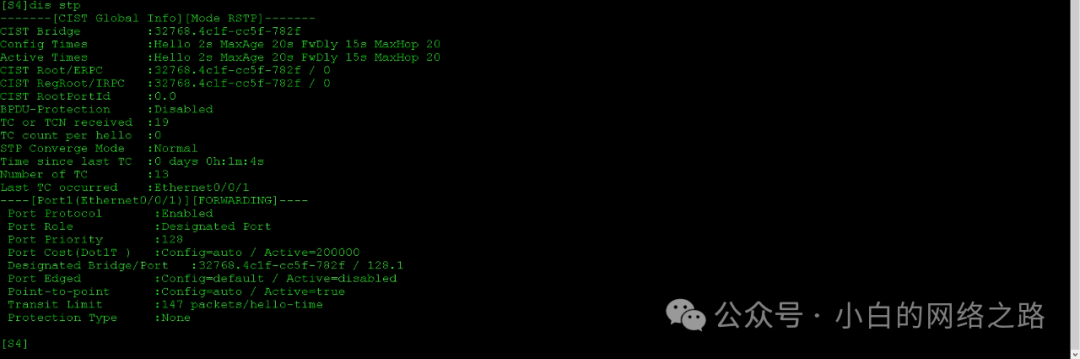 [S4]dis stp
-------[CIST Global Info][Mode RSTP]-------
CIST Bridge         :32768.4c1f-cc5f-782f
Config Times        :Hello 2s MaxAge 20s FwDly 15s MaxHop 20
Active Times        :Hello 2s MaxAge 20s FwDly 15s MaxHop 20
CIST Root/ERPC      :32768.4c1f-cc5f-782f / 0
CIST RegRoot/IRPC   :32768.4c1f-cc5f-782f / 0
CIST RootPortId     :0.0
BPDU-Protection     :Disabled
TC or TCN received  :19
TC count per hello  :0
STP Converge Mode   :Normal
Time since last TC  :0 days 0h:1m:4s
Number of TC        :13
Last TC occurred    :Ethernet0/0/1
----[Port1(Ethernet0/0/1)][FORWARDING]----
 Port Protocol       :Enabled
 Port Role           :Designated Port
 Port Priority       :128
 Port Cost(Dot1T )   :Config=auto / Active=200000
 Designated Bridge/Port   :32768.4c1f-cc5f-782f / 128.1
 Port Edged          :Config=default / Active=disabled
 Point-to-point      :Config=auto / Active=true
 Transit Limit       :147 packets/hello-time
 Protection Type     :None
[S4]
公众号 · 小白的网络之路